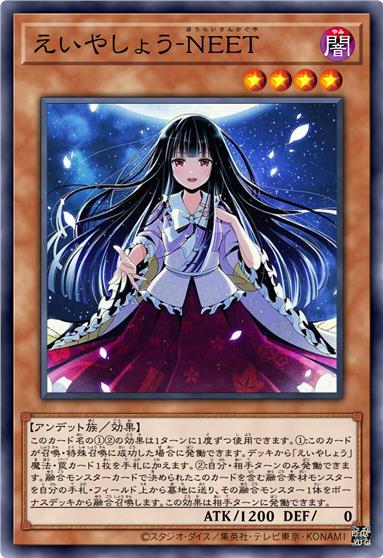 ほうらいさんかぐや
えいやしょう-NEET
やみ
闇
【アンデット族／効果】
このカード名の①②の効果は1ターンに1度ずつ使用できます。①:このカード
が召喚・特殊召喚に成功した場合に発動できます。デッキから「えいやしょう」
魔法・罠カード1枚を手札に加えます。②:自分・相手ターンのみ発動できま
す。融合モンスターカードで決められたこのカードを含む融合素材モンスター
を自分の手札・フィールド上から墓地に送り、その融合モンスター1体をボー
ナスデッキから融合召喚します。この効果は相手ターンに発動できます。
ATK/1200 DEF/ 0
©スタジオ・ダイス／集英社・テレビ東京・KONAMI